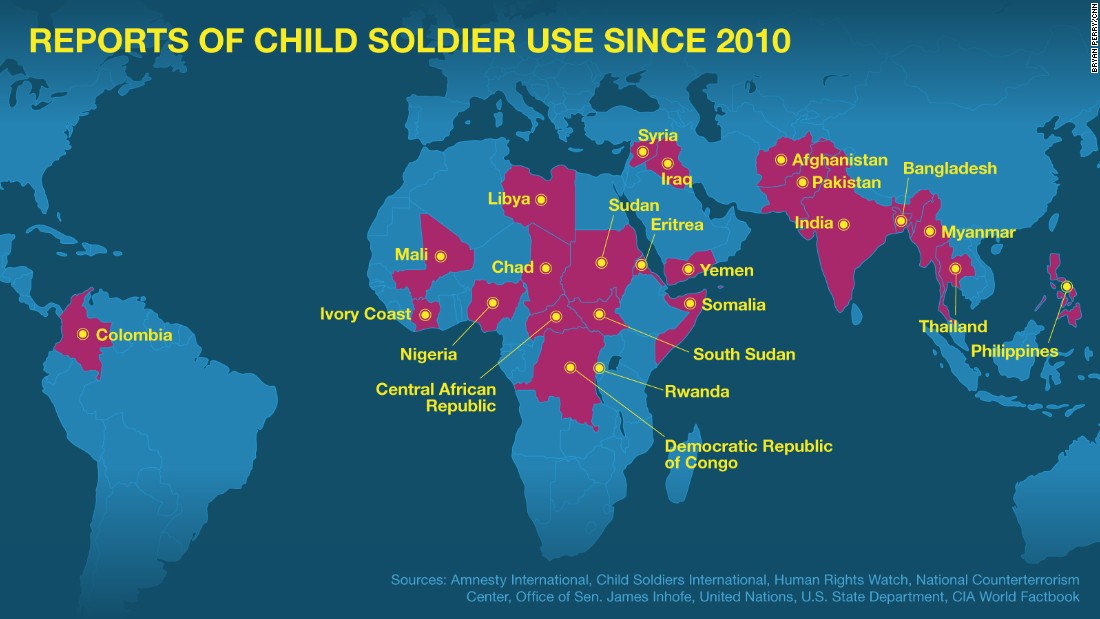 REPORTS OF CHILD SOLDIER USE SINCE 2010
BRYAN PERRY/CNN
Syria
Iraq
Afghanistan
Pakistan
Bangladesh
India
Myanmar
Libya
Sudan
Eritrea
Mali
Chad
Yemen
Somalia
Ivory Coast
Colombia
Nigeria
Thailand
Philippines
South Sudan
Central African
Republic
Rwanda
Democratic Republic
of Congo
Sources: Amnesty International, Child Soldiers International, Human Rights Watch, National Counterterrorism
Center, Office of Sen. James Inhofe, United Nations, U.S. State Department, CIA World Factbook